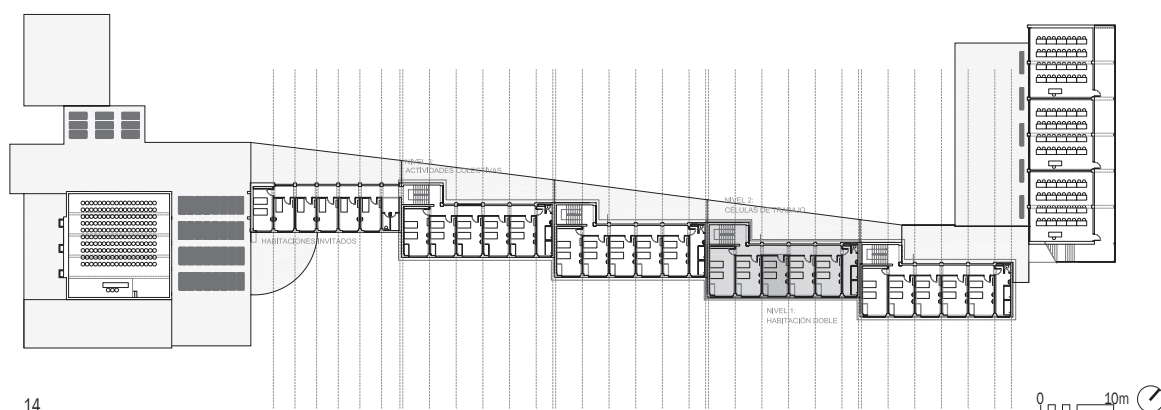 NIVEL 3:
ACTIVIDADES COLECTIVAS
NIVEL 2:
CÉLULAS DE TRABAJO
HABITACIONES INVITADOS
NIVEL 1:
HABITACIÓN DOBLE
14
0 10m